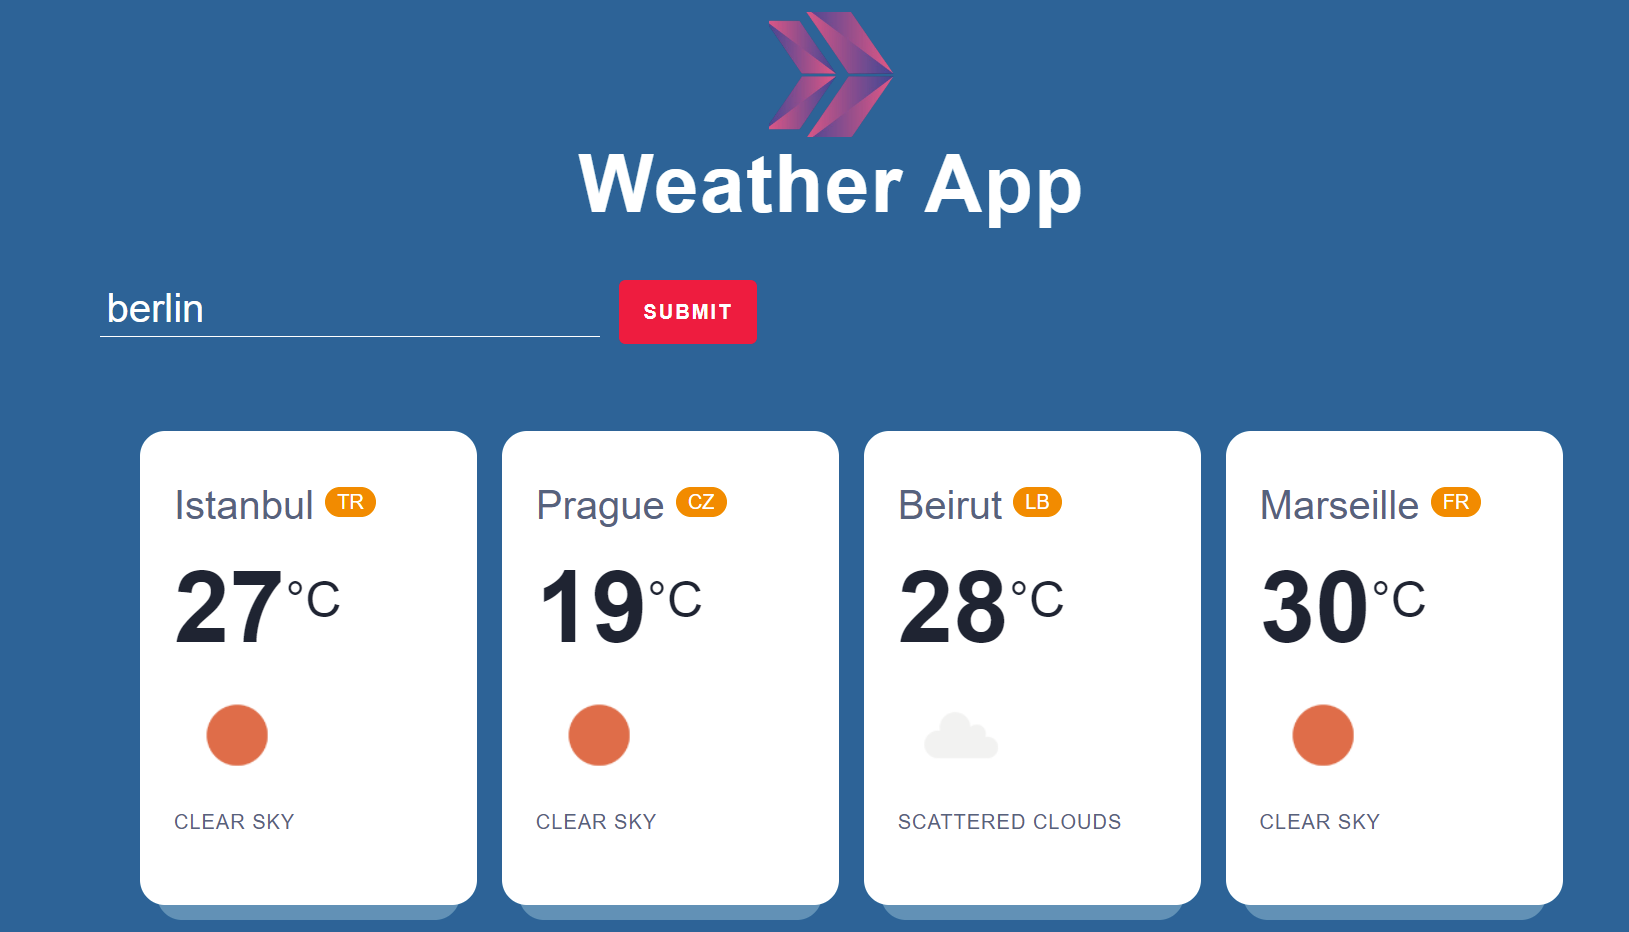 Weather App
berlin
SUBMIT
Istanbul TR
27°C
CLEAR SKY
Prague CZ
19°C
CLEAR SKY
Beirut LB
28°C
SCATTERED CLOUDS
Marseille FR
30°C
CLEAR SKY